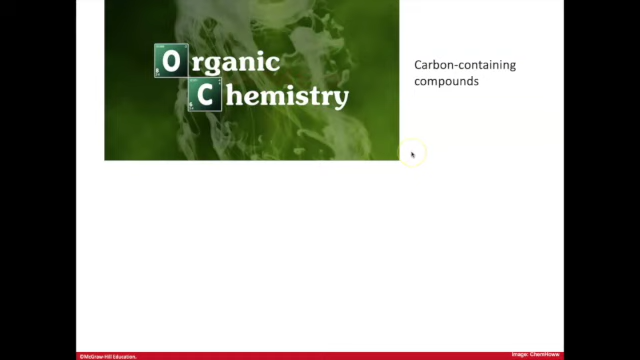 Organic
Chemistry
Carbon-containing
compounds
©McGraw-Hill Education.
Image: ChemHowe